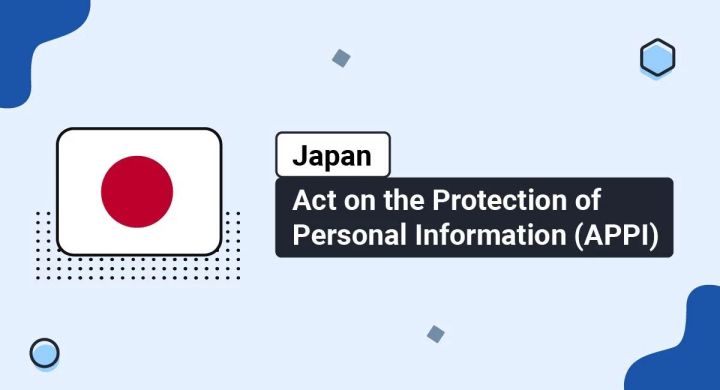 Japan
Act on the Protection of
Personal Information (APPI)